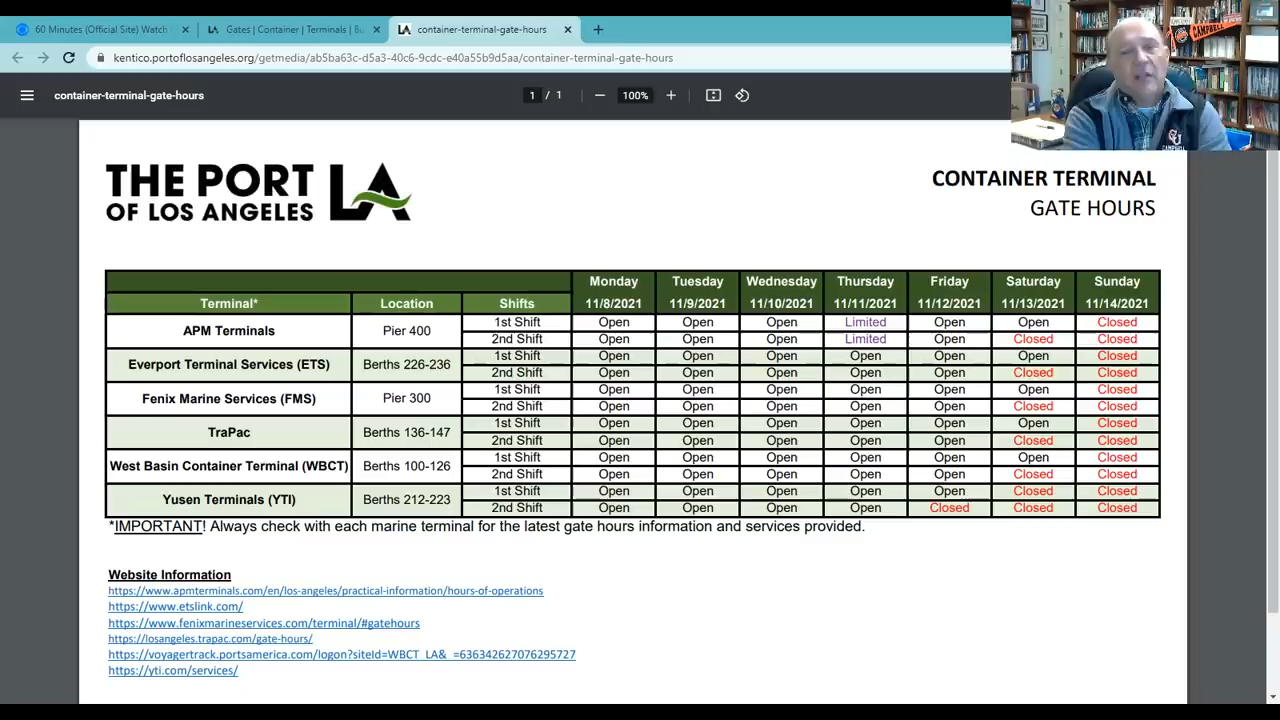 60 Minutes (Official Site) Watch
Gates | Container | Terminals | Bu
container-terminal-gate-hours
kentico.portoflosangeles.org/getmedia/ab5ba63c-d5a3-40c6-9cdc-e40a55b9d5aa/container-terminal-gate-hours
container-terminal-gate-hours
1 / 1
100%
CAMPBELL
CU
CAMPBELL
THE PORT
OF LOS ANGELES
LA
CONTAINER TERMINAL
GATE HOURS
Monday Tuesday Wednesday Thursday Friday Saturday Sunday
Terminal* Location Shifts 11/8/2021 11/9/2021 11/10/2021 11/11/2021 11/12/2021 11/13/2021 11/14/2021
APM Terminals Pier 400 1st Shift Open Open Open Limited Open Open Closed
2nd Shift Open Open Open Limited Open Closed Closed
Everport Terminal Services (ETS) Berths 226-236 1st Shift Open Open Open Open Open Open Closed
2nd Shift Open Open Open Open Open Closed Closed
Fenix Marine Services (FMS) Pier 300 1st Shift Open Open Open Open Open Open Closed
2nd Shift Open Open Open Open Open Closed Closed
TraPac Berths 136-147 1st Shift Open Open Open Open Open Open Closed
2nd Shift Open Open Open Open Open Closed Closed
West Basin Container Terminal (WBCT) Berths 100-126 1st Shift Open Open Open Open Open Open Closed
2nd Shift Open Open Open Open Open Closed Closed
Yusen Terminals (YTI) Berths 212-223 1st Shift Open Open Open Open Open Closed Closed
2nd Shift Open Open Open Open Closed Closed Closed
*IMPORTANT! Always check with each marine terminal for the latest gate hours information and services provided.
Website Information
https://www.apmterminals.com/en/los-angeles/practical-information/hours-of-operations
https://www.etslink.com/
https://www.fenixmarineservices.com/terminal/#gatehours
https://losangeles.trapac.com/gate-hours/
https://voyagertrack.portsamerica.com/logon?siteId=WBCT_LA&_=636342627076295727
https://yti.com/services/